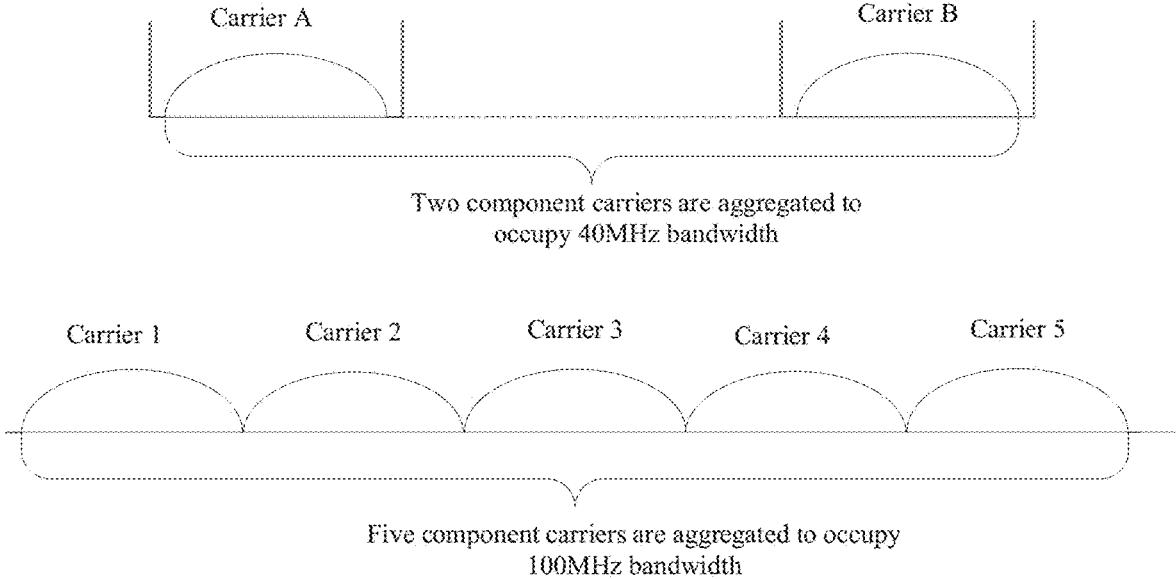 Carrier A
Carrier B
Two component carriers are aggregated to
occupy 40MHz bandwidth
Carrier 1
Carrier 2
Carrier 3
Carrier 4
Carrier 5
Five component carriers are aggregated to occupy
100MHz bandwidth